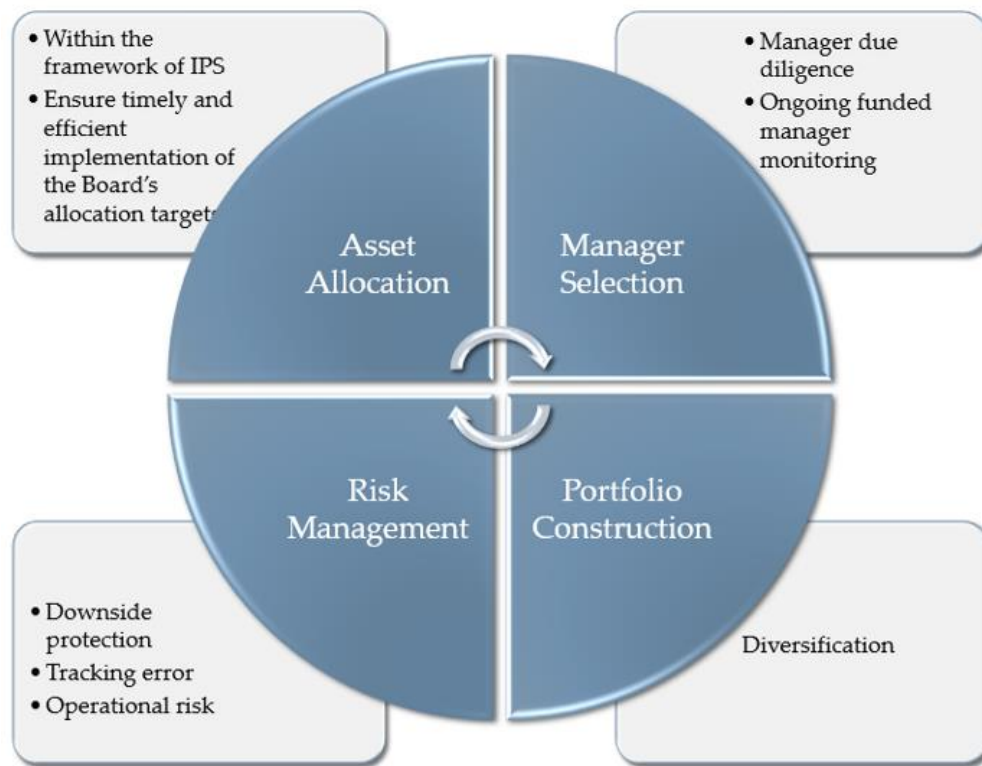 • Within the
framework of IPS
• Ensure timely and
efficient
implementation of
the Board's
allocation targets
• Manager due
diligence
• Ongoing funded
manager
monitoring
Asset
Allocation
Manager
Selection
Risk
Management
Portfolio
Construction
• Downside
protection
• Tracking error
• Operational risk
Diversification